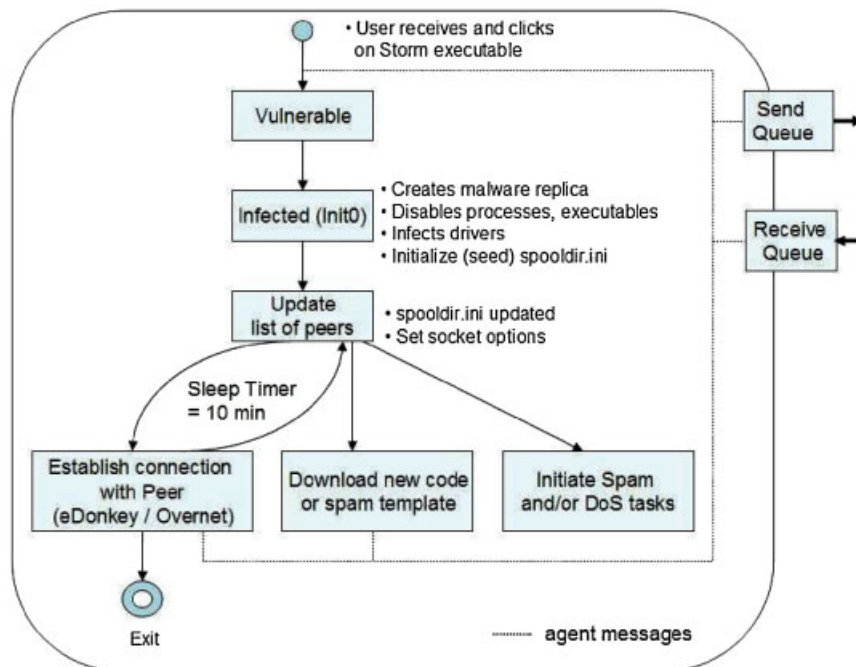 • User receives and clicks
on Storm executable
Vulnerable
Send
Queue
Infected (Init0)
• Creates malware replica
• Disables processes, executables
• Infects drivers
• Initialize (seed) spooldir.ini
Receive
Queue
Update
list of peers
• spooldir.ini updated
• Set socket options
Sleep Timer
= 10 min
Establish connection
with Peer
(eDonkey / Overnet)
Download new code
or spam template
Initiate Spam
and/or DoS tasks
Exit
agent messages